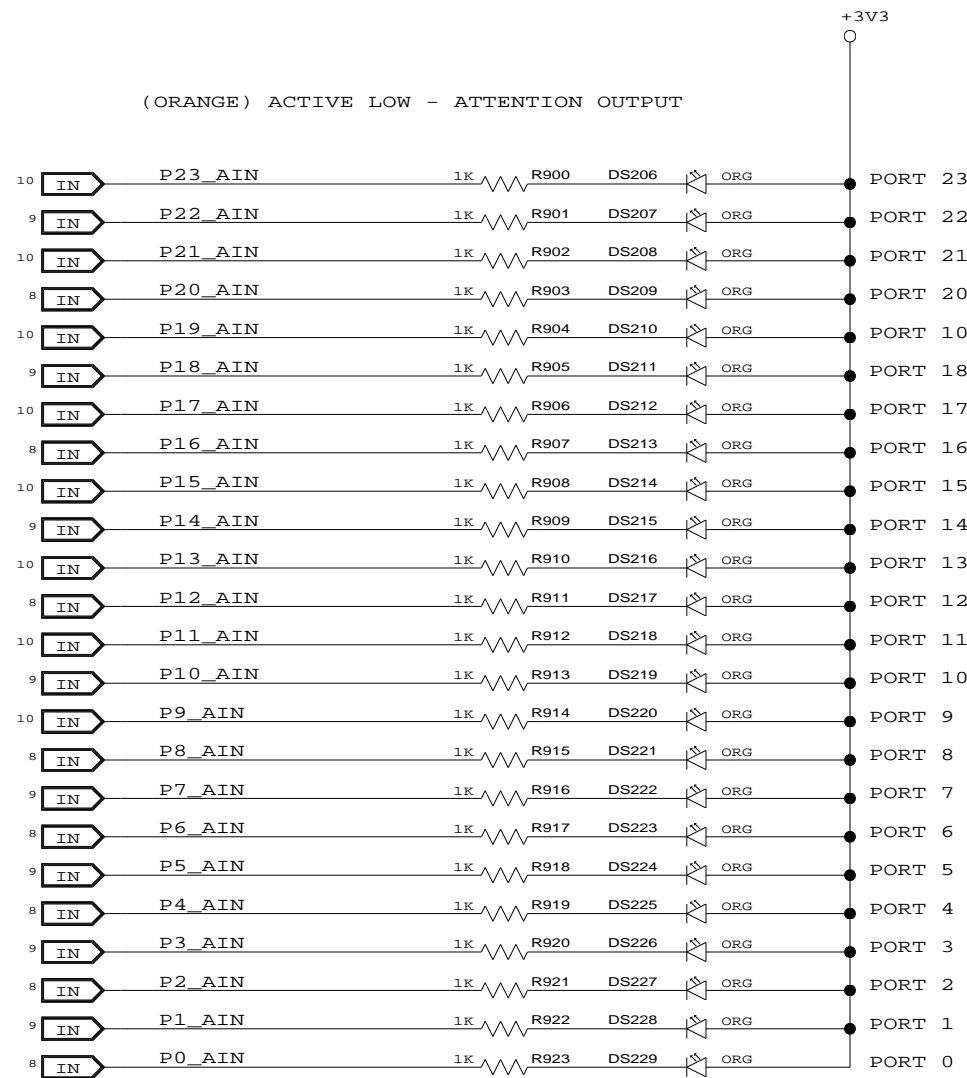 +3V3
(ORANGE) ACTIVE LOW - ATTENTION OUTPUT
10 IN P23_AIN 1K R900 DS206 ORG PORT 23
9 IN P22_AIN 1K R901 DS207 ORG PORT 22
10 IN P21_AIN 1K R902 DS208 ORG PORT 21
8 IN P20_AIN 1K R903 DS209 ORG PORT 20
10 IN P19_AIN 1K R904 DS210 ORG PORT 10
9 IN P18_AIN 1K R905 DS211 ORG PORT 18
10 IN P17_AIN 1K R906 DS212 ORG PORT 17
8 IN P16_AIN 1K R907 DS213 ORG PORT 16
10 IN P15_AIN 1K R908 DS214 ORG PORT 15
9 IN P14_AIN 1K R909 DS215 ORG PORT 14
10 IN P13_AIN 1K R910 DS216 ORG PORT 13
8 IN P12_AIN 1K R911 DS217 ORG PORT 12
10 IN P11_AIN 1K R912 DS218 ORG PORT 11
9 IN P10_AIN 1K R913 DS219 ORG PORT 10
10 IN P9_AIN 1K R914 DS220 ORG PORT 9
8 IN P8_AIN 1K R915 DS221 ORG PORT 8
9 IN P7_AIN 1K R916 DS222 ORG PORT 7
8 IN P6_AIN 1K R917 DS223 ORG PORT 6
9 IN P5_AIN 1K R918 DS224 ORG PORT 5
8 IN P4_AIN 1K R919 DS225 ORG PORT 4
9 IN P3_AIN 1K R920 DS226 ORG PORT 3
8 IN P2_AIN 1K R921 DS227 ORG PORT 2
9 IN P1_AIN 1K R922 DS228 ORG PORT 1
8 IN P0_AIN 1K R923 DS229 ORG PORT 0